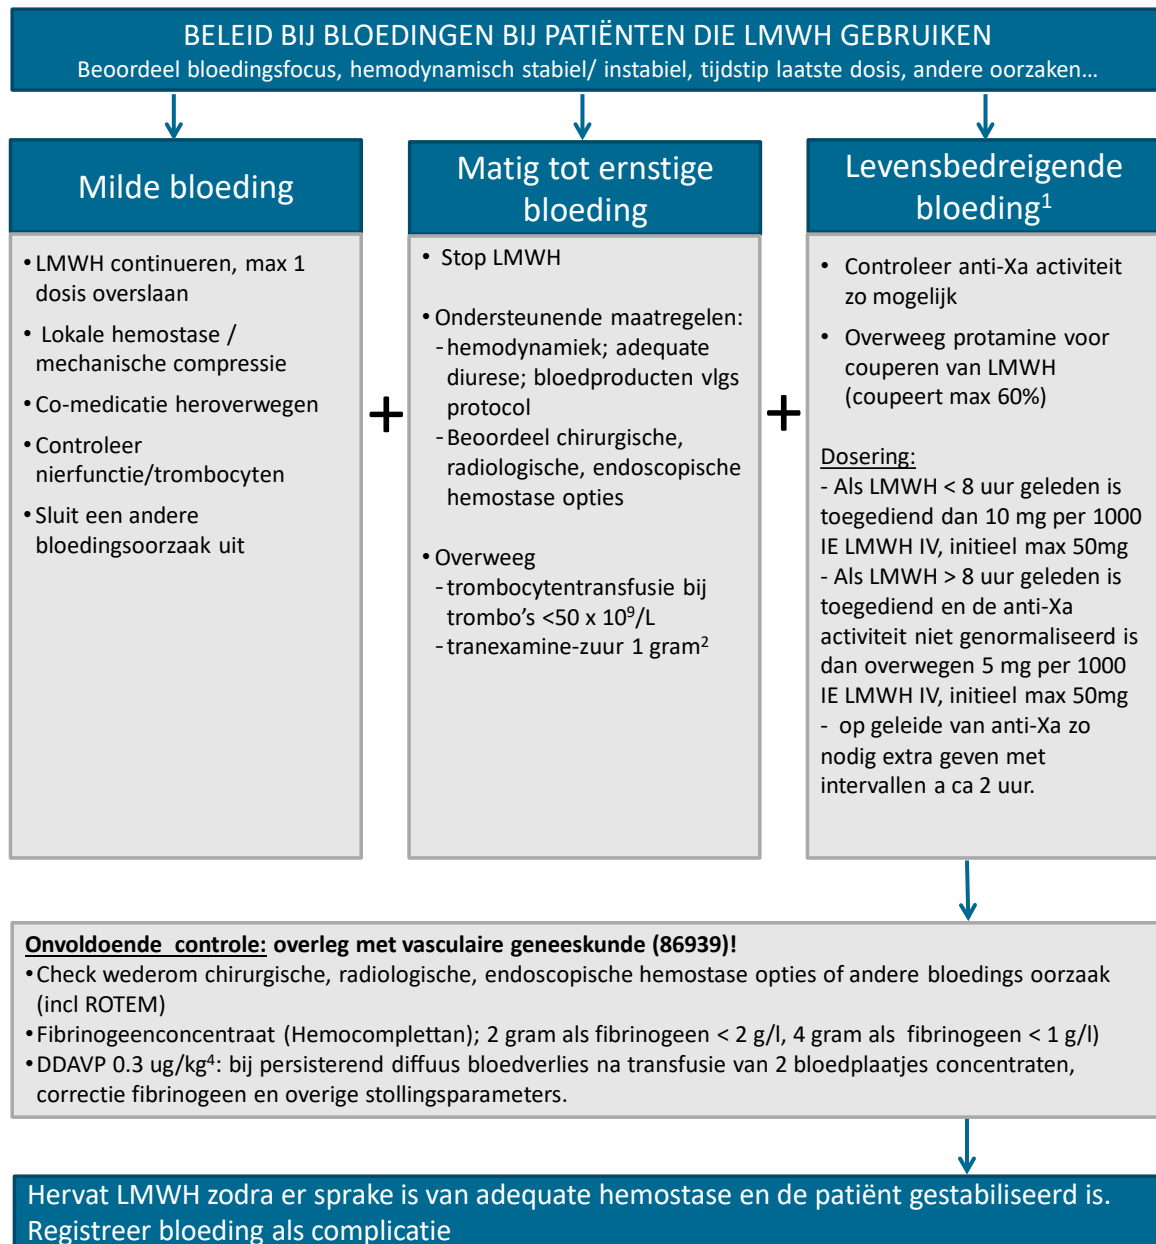 BELEID BIJ BLOEDINGEN BIJ PATIËNTEN DIE LMWH GEBRUIKEN
Beoordeel bloedingsfocus, hemodynamisch stabiel/ instabiel, tijdstip laatste dosis, andere oorzaken…
Milde bloeding
•LMWH continueren, max 1
dosis overslaan
• Lokale hemostase /
mechanische compressie
•Co-medicatie heroverwegen
•Controleer
nierfunctie/trombocyten
•Sluit een andere
bloedingsoorzaak uit
+
Matig tot ernstige
bloeding
• Stop LMWH
•Ondersteunende maatregelen:
-hemodynamiek; adequate
diurese; bloedproducten vlgs
protocol
-Beoordeel chirurgische,
radiologische, endoscopische
hemostase opties
•Overweeg
-trombocytentransfusie bij
trombo's <50 x 10⁹/L
-tranexamine-zuur 1 gram²
+
Levensbedreigende
bloeding¹
• Controleer anti-Xa activiteit
zo mogelijk
• Overweeg protamine voor
couperen van LMWH
(coupeert max 60%)
Dosering:
- Als LMWH < 8 uur geleden is
toegediend dan 10 mg per 1000
IE LMWH IV, initieel max 50mg
- Als LMWH > 8 uur geleden is
toegediend en de anti-Xa
activiteit niet genormaliseerd is
dan overwegen 5 mg per 1000
IE LMWH IV, initieel max 50mg
- op geleide van anti-Xa zo
nodig extra geven met
intervallen a ca 2 uur.
Onvoldoende controle: overleg met vasculaire geneeskunde (86939)!
•Check wederom chirurgische, radiologische, endoscopische hemostase opties of andere bloedings oorzaak
(incl ROTEM)
•Fibrinogeenconcentraat (Hemocomplettan); 2 gram als fibrinogeen < 2 g/l, 4 gram als fibrinogeen < 1 g/l)
•DDAVP 0.3 ug/kg⁴: bij persisterend diffuus bloedverlies na transfusie van 2 bloedplaatjes concentraten,
correctie fibrinogeen en overige stollingsparameters.
Hervat LMWH zodra er sprake is van adequate hemostase en de patiënt gestabiliseerd is.
Registreer bloeding als complicatie